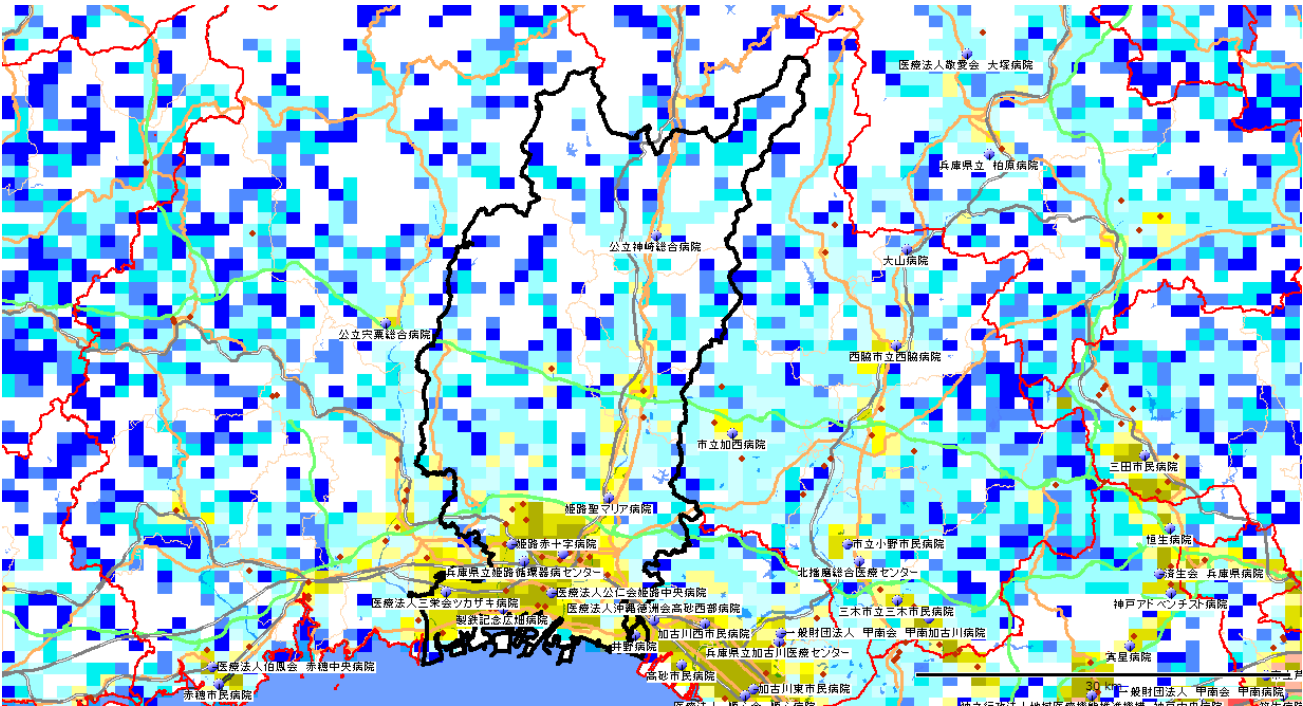 医療法人敬愛会 大塚病院
兵庫県立 柏原病院
公立神崎総合病院
大山病院
公立宍粟総合病院
西脇市立西脇病院
市立加西病院
三田市民病院
姫路聖マリア病院
姫路赤十字病院
市立小野市民病院
恒生病院
兵庫県立姫路循環器病センター
北播磨総合医療センター
済生会 兵庫県病院
医療法人三栄会ツカザキ病院
医療法人公仁会姫路中央病院
神戸アドベンチスト病院
医療法人沖縄徳洲会高砂西部病院
三木市立三木市民病院
製鉄記念広畑病院
加古川西市民病院
一般財団法人 甲南会 甲南加古川病院
井野病院
兵庫県立加古川医療センター
真星病院
医療法人伯鳳会 赤穂中央病院
高砂市民病院
赤穂市民病院
加古川東市民病院
30 km
一般財団法人 甲南会 甲南病院